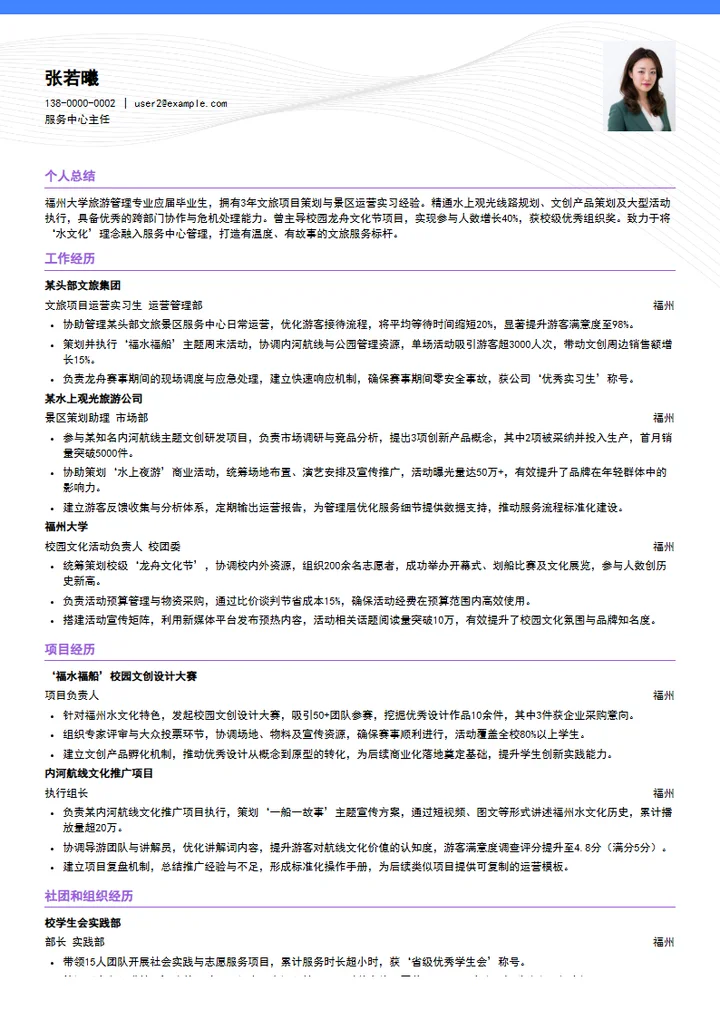 张若曦
138-0000-0002 | user2@example.com
服务中心主任
个人总结
福州大学旅游管理专业应届毕业生，拥有3年文旅项目策划与景区运营实习经验。精通水上观光线路规划、文创产品策划及大型活动
执行，具备优秀的跨部门协作与危机处理能力。曾主导校园龙舟文化节项目，实现参与人数增长40%，获校级优秀组织奖。致力于将
‘水文化’理念融入服务中心管理，打造有温度、有故事的文旅服务标杆。
工作经历
某头部文旅集团
文旅项目运营实习生 运营管理部 福州
• 协助管理某头部文旅景区服务中心日常运营，优化游客接待流程，将平均等待时间缩短20%，显著提升游客满意度至98%。
• 策划并执行‘福水福船’主题周末活动，协调内河航线与公园管理资源，单场活动吸引游客超3000人次，带动文创周边销售额增
长15%。
• 负责龙舟赛事期间的现场调度与应急处理，建立快速响应机制，确保赛事期间零安全事故，获公司‘优秀实习生’称号。
某水上观光旅游公司
景区策划助理 市场部 福州
• 参与某知名内河航线主题文创研发项目，负责市场调研与竞品分析，提出3项创新产品概念，其中2项被采纳并投入生产，首月销
量突破5000件。
• 协助策划‘水上夜游’商业活动，统筹场地布置、演艺安排及宣传推广，活动曝光量达50万+，有效提升了品牌在年轻群体中的
影响力。
• 建立游客反馈收集与分析体系，定期输出运营报告，为管理层优化服务细节提供数据支持，推动服务流程标准化建设。
福州大学
校园文化活动负责人 校团委 福州
• 统筹策划校级‘龙舟文化节’，协调校内外资源，组织200余名志愿者，成功举办开幕式、划船比赛及文化展览，参与人数创历
史新高。
• 负责活动预算管理与物资采购，通过比价谈判节省成本15%，确保活动经费在预算范围内高效使用。
• 搭建活动宣传矩阵，利用新媒体平台发布预热内容，活动相关话题阅读量突破10万，有效提升了校园文化氛围与品牌知名度。
项目经历
‘福水福船’校园文创设计大赛
项目负责人 福州
• 针对福州水文化特色，发起校园文创设计大赛，吸引50+团队参赛，挖掘优秀设计作品10余件，其中3件获企业采购意向。
• 组织专家评审与大众投票环节，协调场地、物料及宣传资源，确保赛事顺利进行，活动覆盖全校80%以上学生。
• 建立文创产品孵化机制，推动优秀设计从概念到原型的转化，为后续商业化落地奠定基础，提升学生创新实践能力。
内河航线文化推广项目
执行组长 福州
• 负责某内河航线文化推广项目执行，策划‘一船一故事’主题宣传方案，通过短视频、图文等形式讲述福州水文化历史，累计播
放量超20万。
• 协调导游团队与讲解员，优化讲解词内容，提升游客对航线文化价值的认知度，游客满意度调查评分提升至4.8分（满分5分）。
• 建立项目复盘机制，总结推广经验与不足，形成标准化操作手册，为后续类似项目提供可复制的运营模板。
社团和组织经历
校学生会实践部
部长 实践部 福州
• 带领15人团队开展社会实践与志愿服务项目，累计服务时长超小时，获‘省级优秀学生会’称号。